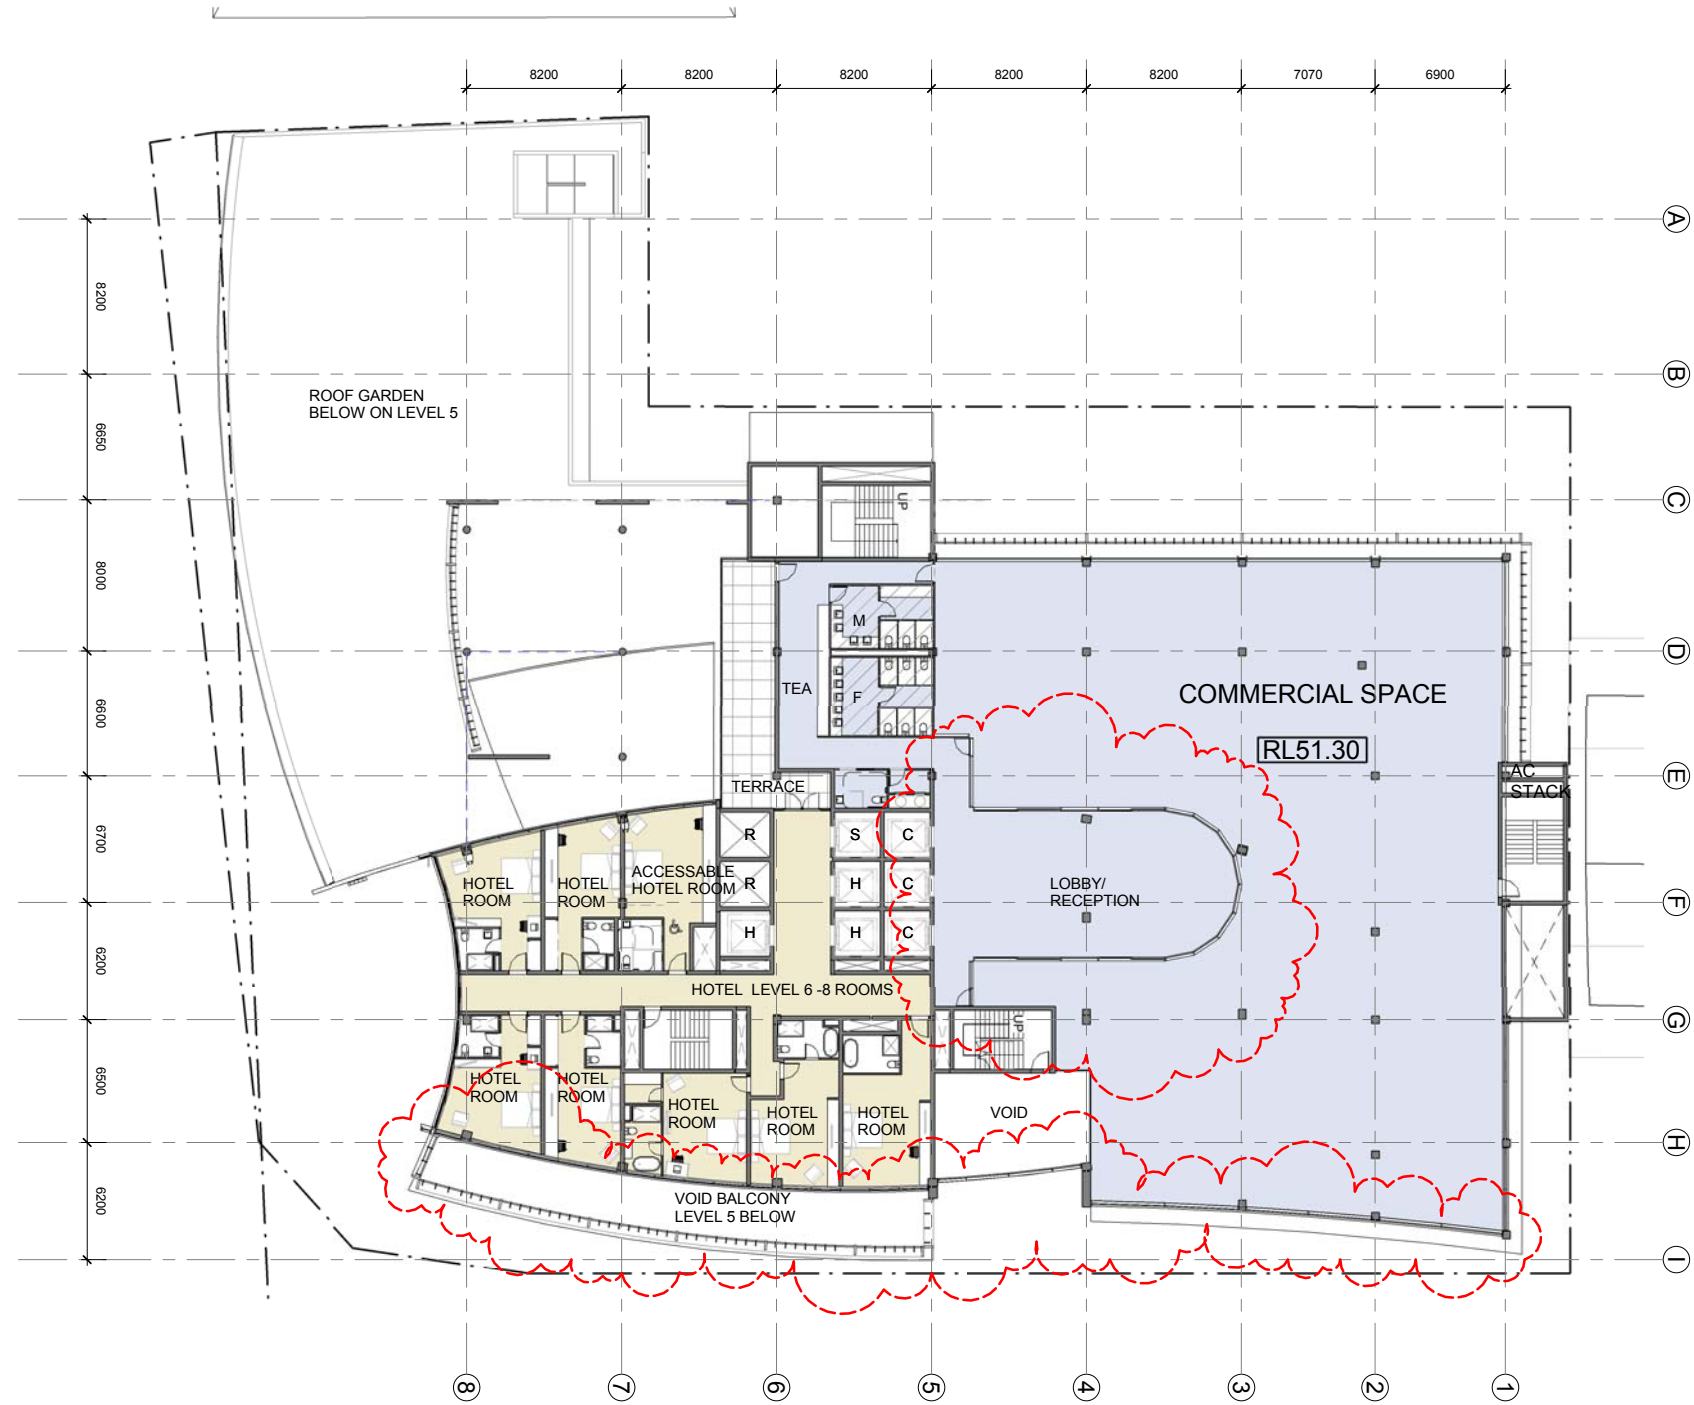 8200
8200
8200
8200
8200
7070
6900
A
8200
B
ROOF GARDEN
BELOW ON LEVEL 5
6650
C
UP
8000
M
D
TEA
F
COMMERCIAL SPACE
6600
RL51.30
E
TERRACE
AC
STACK
6700
R
S
C
ACCESSABLE
HOTEL ROOM
HOTEL
ROOM
HOTEL
ROOM
R
H
C
LOBBY/
RECEPTION
F
H
H
C
6200
HOTEL LEVEL 6 -8 ROOMS
G
UP
6500
HOTEL
ROOM
HOTEL
ROOM
HOTEL
ROOM
HOTEL
ROOM
HOTEL
ROOM
VOID
H
6200
VOID BALCONY
LEVEL 5 BELOW
I
8
7
6
5
4
3
2
1